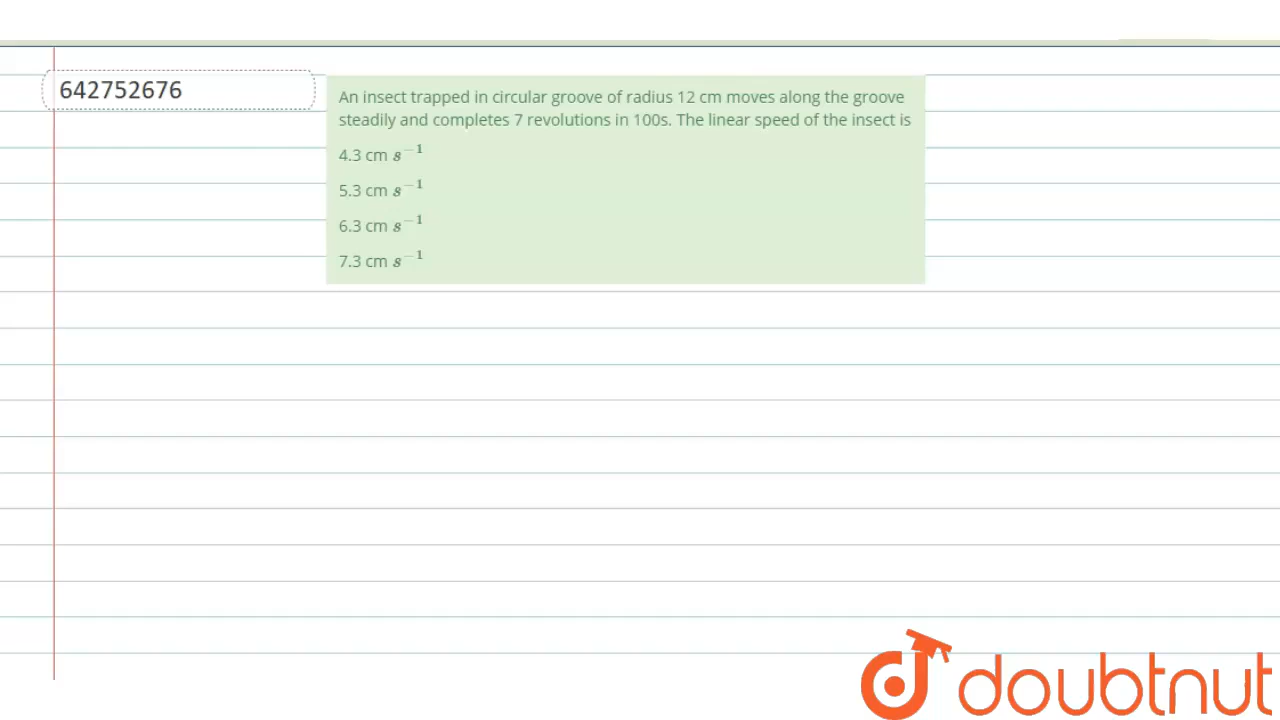 642752676
An insect trapped in circular groove of radius 12 cm moves along the groove
steadily and completes 7 revolutions in 100s. The linear speed of the insect is
4.3 cm s⁻¹
5.3 cm s⁻¹
6.3 cm s⁻¹
7.3 cm s⁻¹
doubtnut